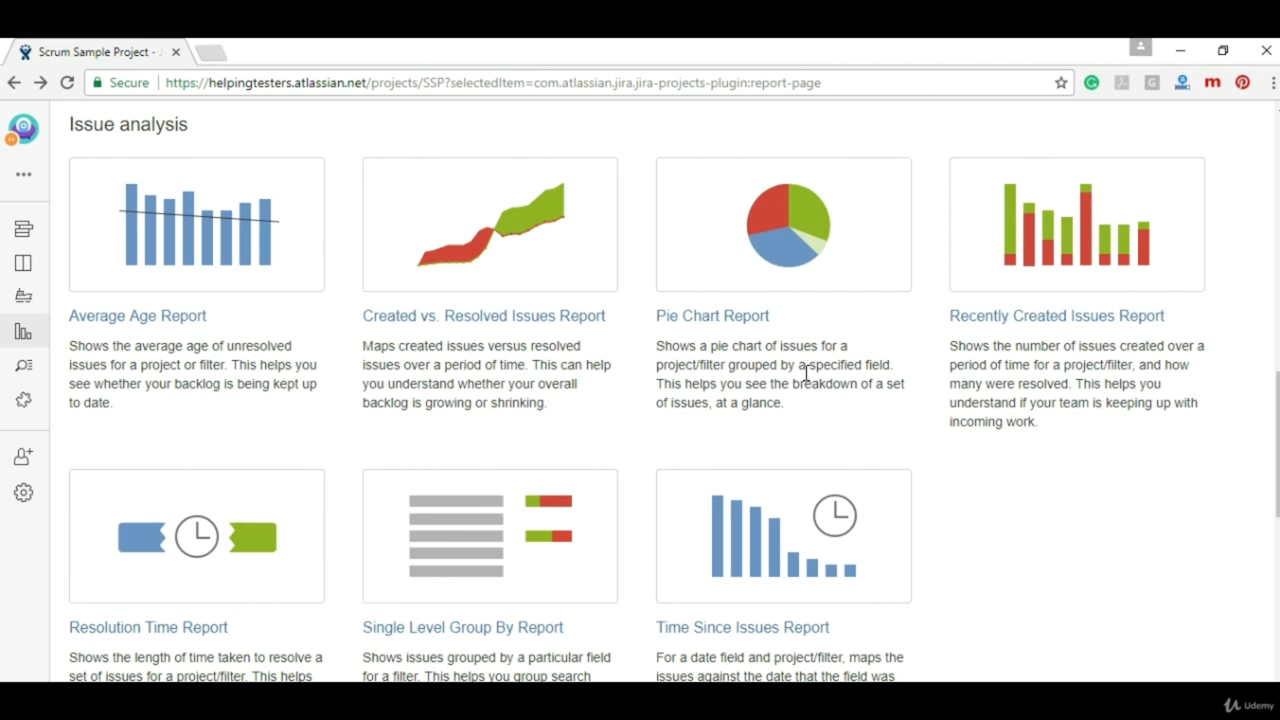 Scrum Sample Project -
Secure
https://helpingtesters.atlassian.net/projects/SSP?selectedItem=com.atlassian.jira.jira-projects-plugin:report-page
Issue analysis
Average Age Report
Shows the average age of unresolved
issues for a project or filter. This helps you
see whether your backlog is being kept up
to date.
Created vs. Resolved Issues Report
Maps created issues versus resolved
issues over a period of time. This can help
you understand whether your overall
backlog is growing or shrinking.
Pie Chart Report
Shows a pie chart of issues for a
project/filter grouped by a specified field.
This helps you see the breakdown of a set
of issues, at a glance.
Recently Created Issues Report
Shows the number of issues created over a
period of time for a project/filter, and how
many were resolved. This helps you
understand if your team is keeping up with
incoming work.
Resolution Time Report
Shows the length of time taken to resolve a
set of issues for a project/filter. This helps
Single Level Group By Report
Shows issues grouped by a particular field
for a filter. This helps you group search
Time Since Issues Report
For a date field and project/filter, maps the
issues against the date that the field was
Udemy